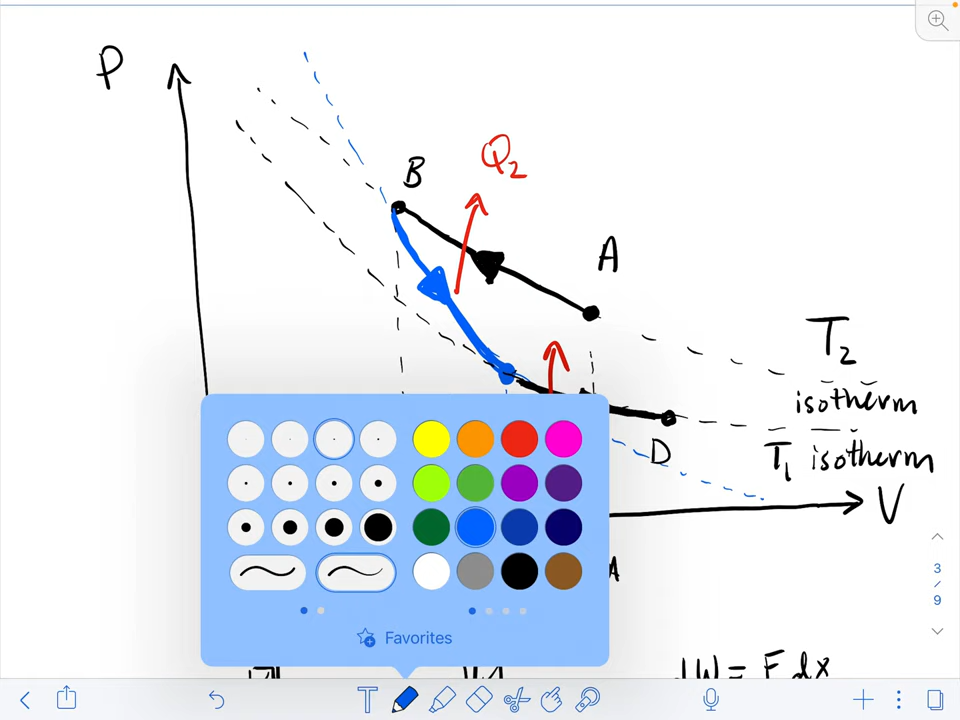 P
B
Q₂
A
T₂
isotherm
D
T₁ isotherm
V
A
dW = F dx
3
/
9
Favorites
T